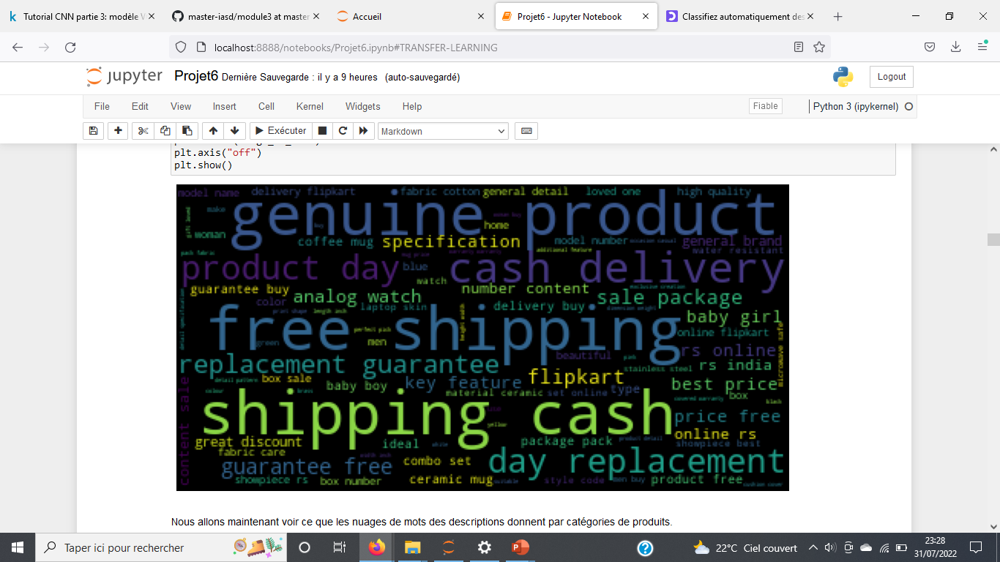 Tutorial CNN partie 3: modèle V
master-iasd/module3 at master
Accueil
Projet6 - Jupyter Notebook
Classifiez automatiquement des
localhost:8888/notebooks/Projet6.ipynb#TRANSFER-LEARNING
jupyter Projet6 Dernière Sauvegarde : il y a 9 heures (auto-sauvegardé)
Logout
File Edit View Insert Cell Kernel Widgets Help
Fiable
Python 3 (ipykernel)
Exécuter
Markdown
plt.axis("off")
plt.show()
model name delivery flipkart fabric cotton general detail loved one high quality
genuine product
make home
woman coffee mug specification model number general brand
water resistant
additional feature
product day blue cash delivery
watch
guarantee buy number content
color analog watch laptop skin delivery buy sale package
free shipping baby girl
perfect pick
green men online flipkart
beautiful rs online
replacement guarantee stainless steel rs india
box sale baby boy key feature flipkart type best price
material ceramic set online box
content sale
microwave safe
shipping cash price free
online rs
great discount ideal package pack showpiece best
fabric care
guarantee free combo set day replacement
showpiece rs box number ceramic mug style code men buy product free
Nous allons maintenant voir ce que les nuages de mots des descriptions donnent par catégories de produits.
Taper ici pour rechercher
22°C Ciel couvert
23:28
31/07/2022